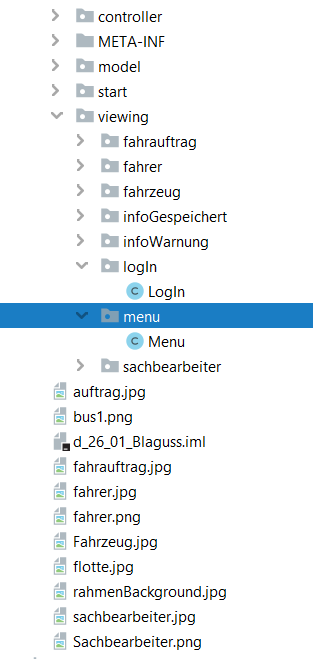 controller
META-INF
model
start
viewing
fahrauftrag
fahrer
fahrzeug
infoGespeichert
infoWarnung
logIn
C LogIn
menu
C Menu
sachbearbeiter
auftrag.jpg
bus1.png
d_26_01_Blaguss.iml
fahrauftrag.jpg
fahrer.jpg
fahrer.png
Fahrzeug.jpg
flotte.jpg
rahmenBackground.jpg
sachbearbeiter.jpg
Sachbearbeiter.png